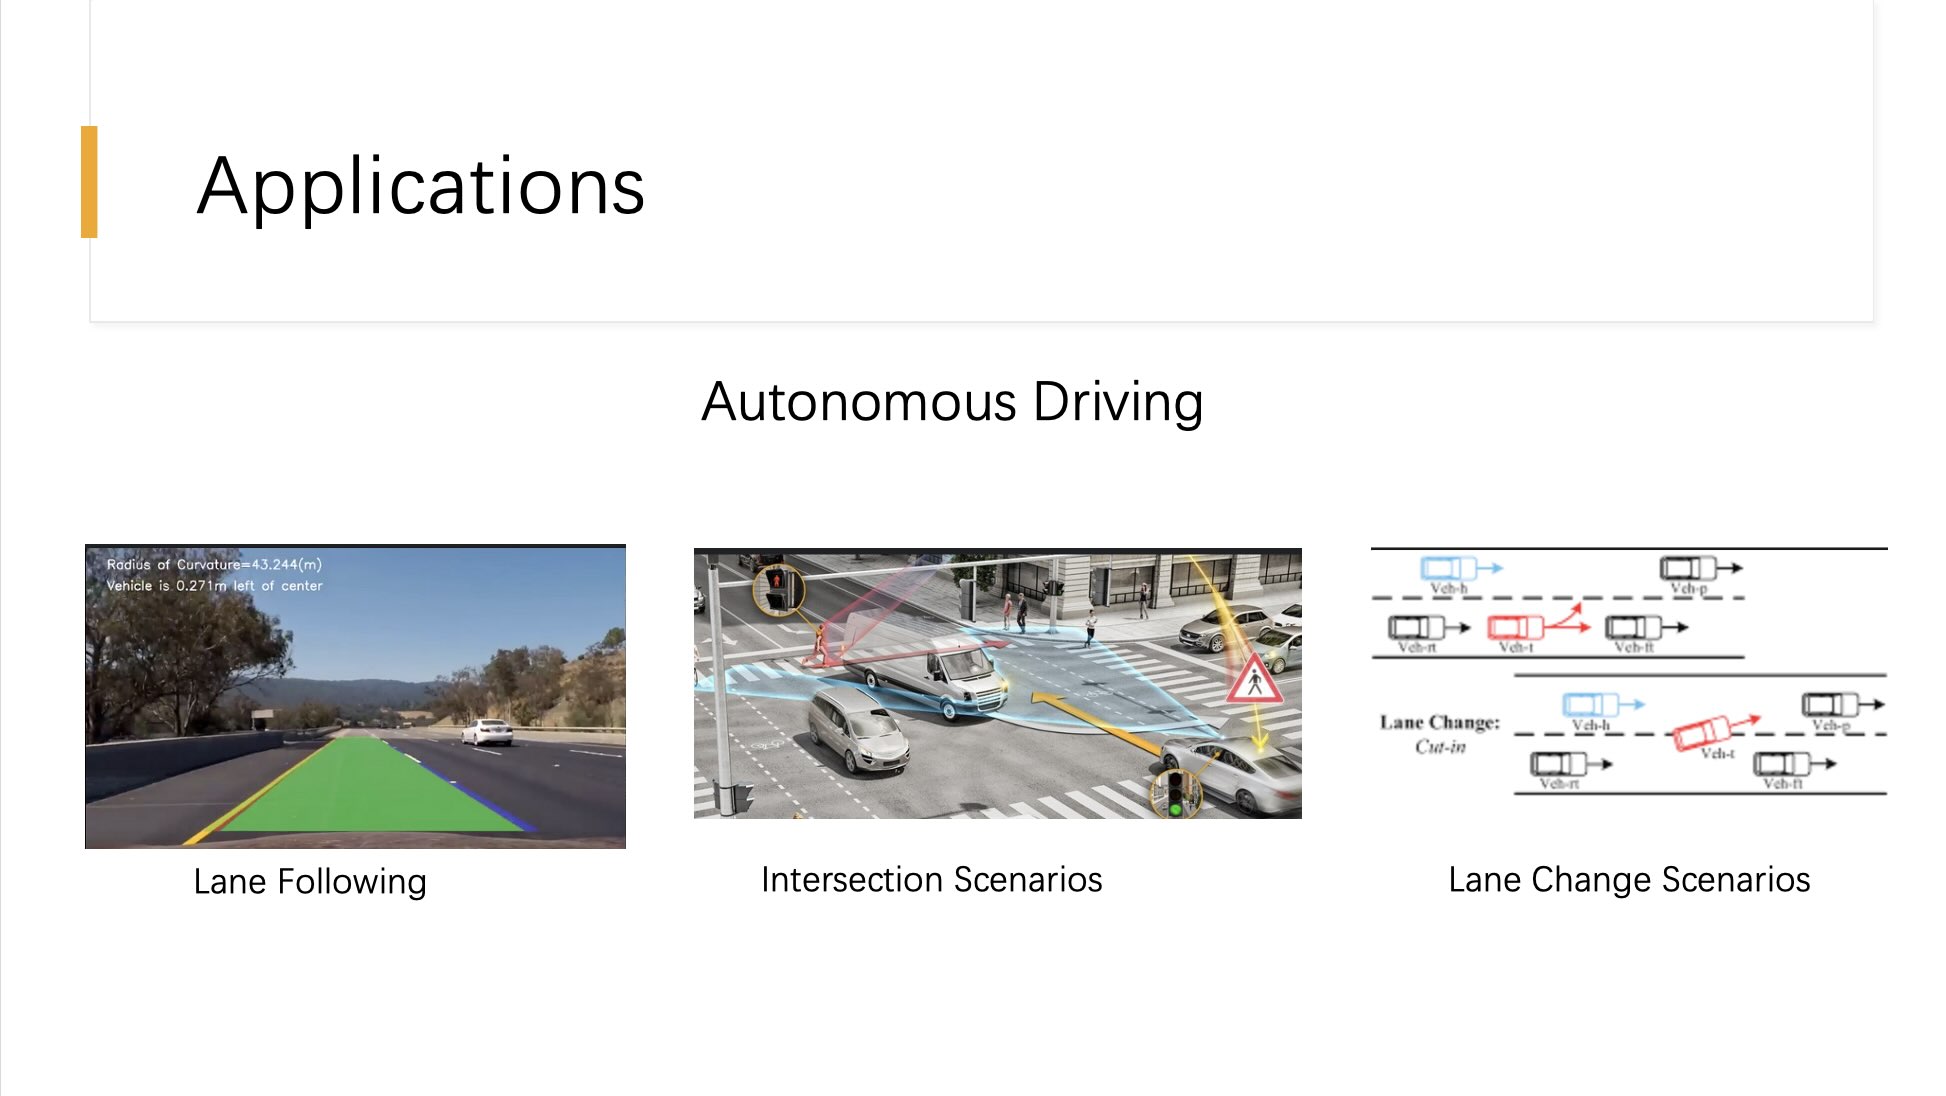 Applications
Autonomous Driving
Radius of Curvature=43.244(m)
Vehicle is 0.271m left of center
Veh-h
Veh-p
Veh-rt
Veh-t
Veh-ft
Lane Change:
Cut-in
Veh-h
Veh-p
Veh-t
Veh-rt
Veh-ft
Lane Following
Intersection Scenarios
Lane Change Scenarios